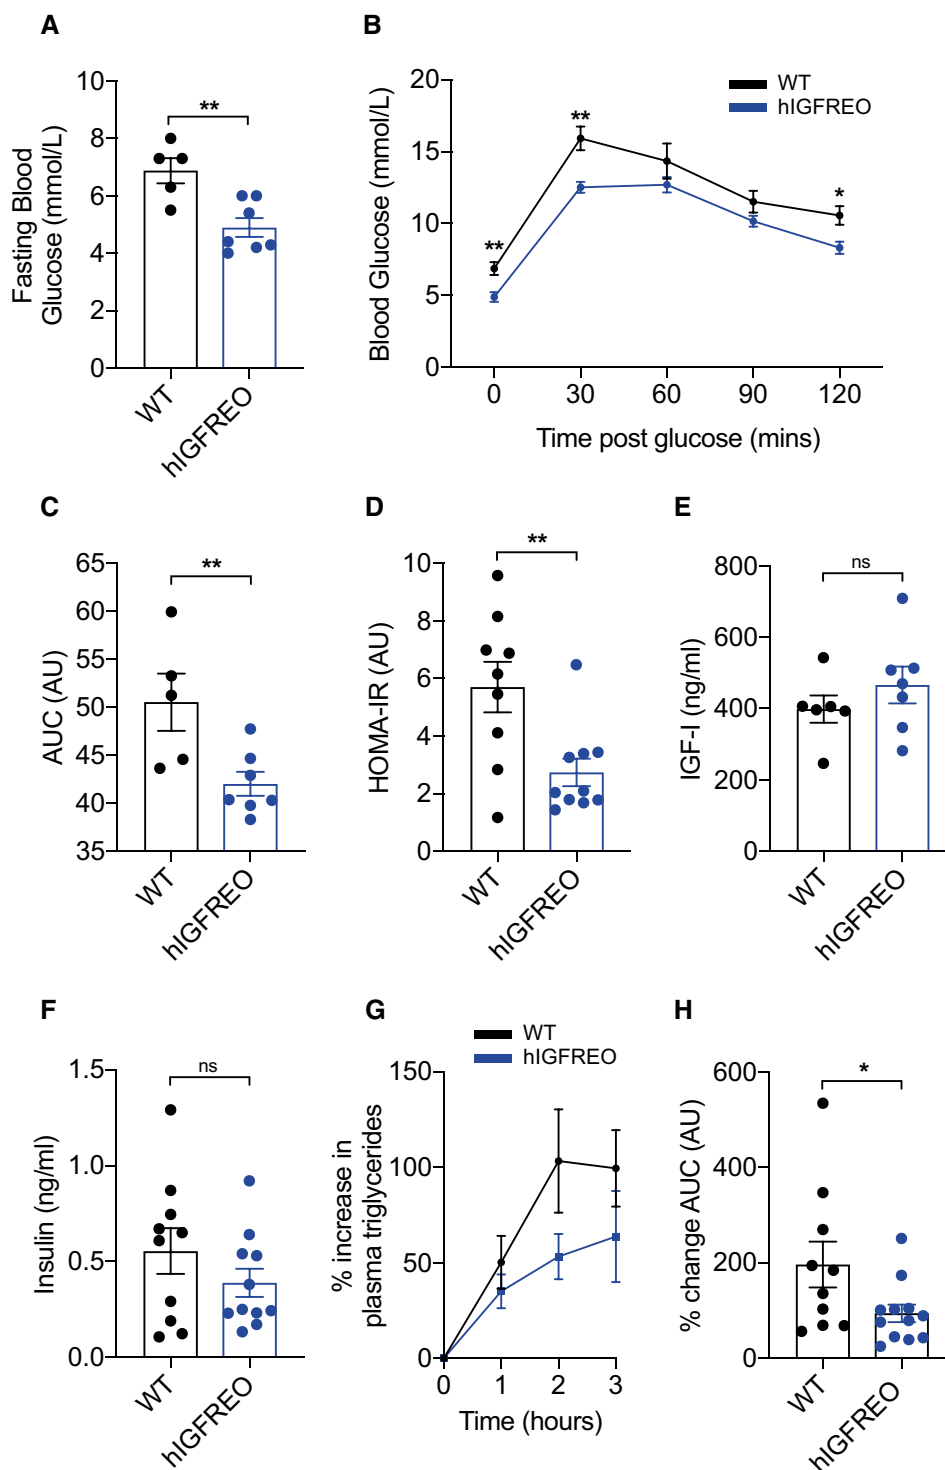 A
Fasting Blood
Glucose (mmol/L)
10
8
6
4
2
0
**
WT
hIGFREO
B
Blood Glucose (mmol/L)
20
15
10
5
0
WT
hIGFREO
**
**
*
0 30 60 90 120
Time post glucose (mins)
C
AUC (AU)
65
60
55
50
45
40
35
**
WT
hIGFREO
D
HOMA-IR (AU)
10
8
6
4
2
0
**
WT
hIGFREO
E
IGF-I (ng/ml)
800
600
400
200
0
ns
WT
hIGFREO
F
Insulin (ng/ml)
1.5
1.0
0.5
0
ns
WT
hIGFREO
G
WT
hIGFREO
% increase in
plasma triglycerides
150
100
50
0
0 1 2 3
Time (hours)
H
% change AUC (AU)
600
400
200
0
*
WT
hIGFREO